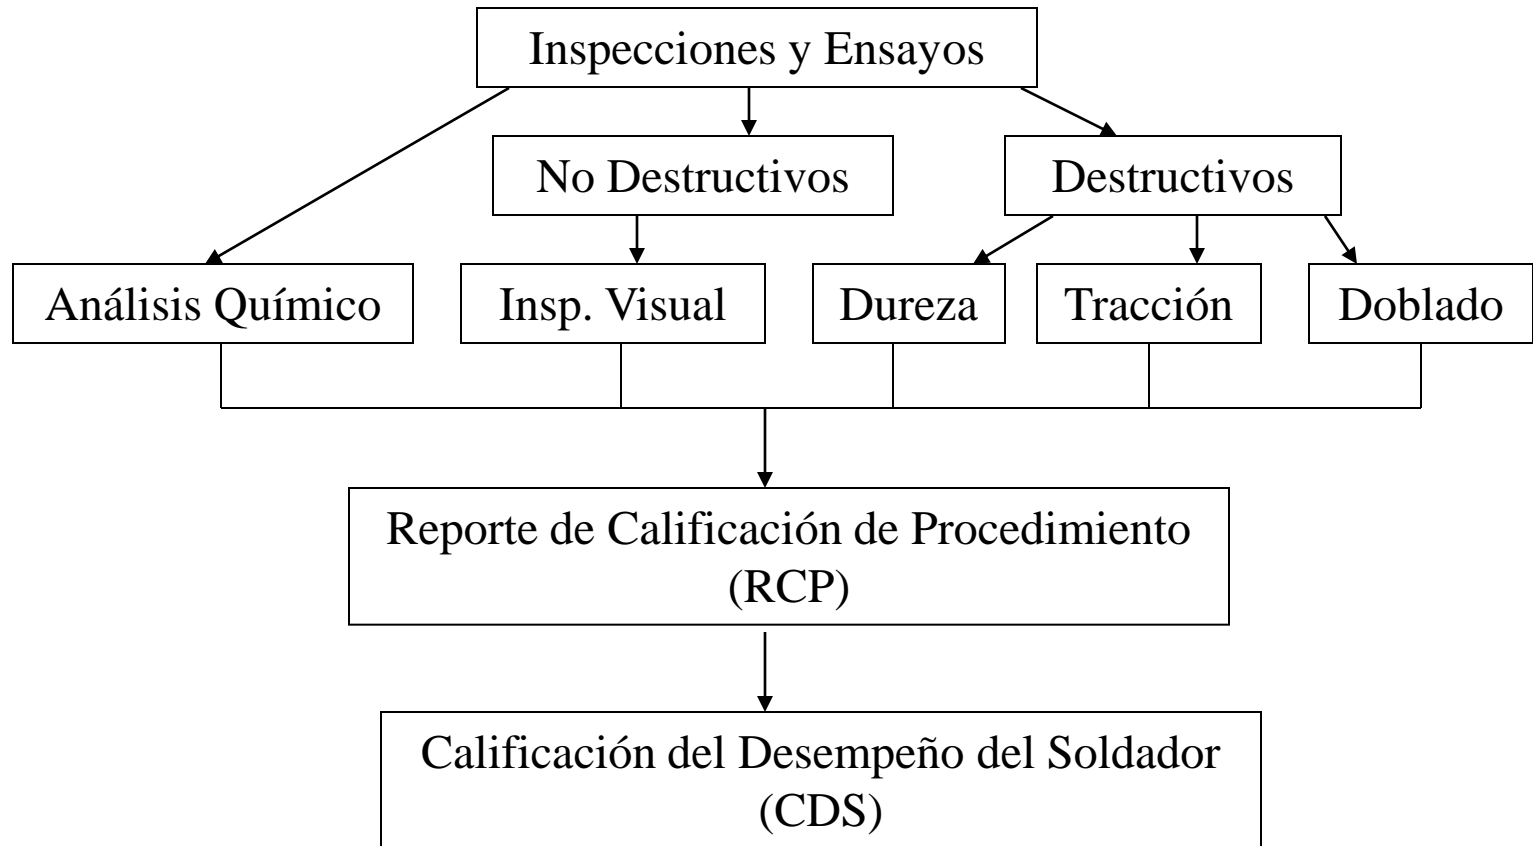 Inspecciones y Ensayos
No Destructivos
Destructivos
Análisis Químico
Insp. Visual
Dureza
Tracción
Doblado
Reporte de Calificación de Procedimiento
(RCP)
Calificación del Desempeño del Soldador
(CDS)